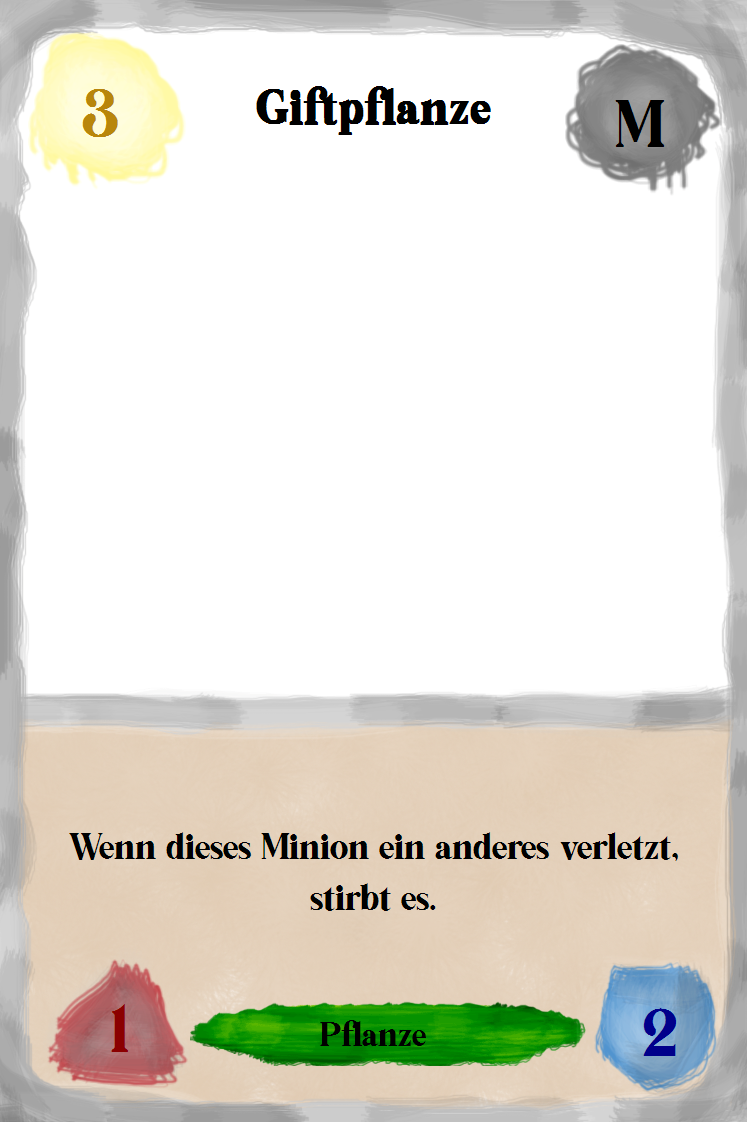 3
Giftpflanze
M
Wenn dieses Minion ein anderes verletzt,
stirbt es.
1
Pflanze
2